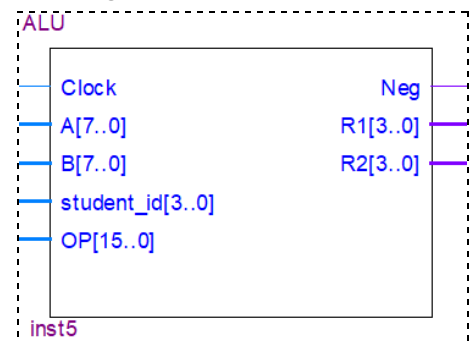 ALU
Clock Neg
A[7..0] R1[3..0]
B[7..0] R2[3..0]
student_id[3..0]
OP[15..0]
inst5